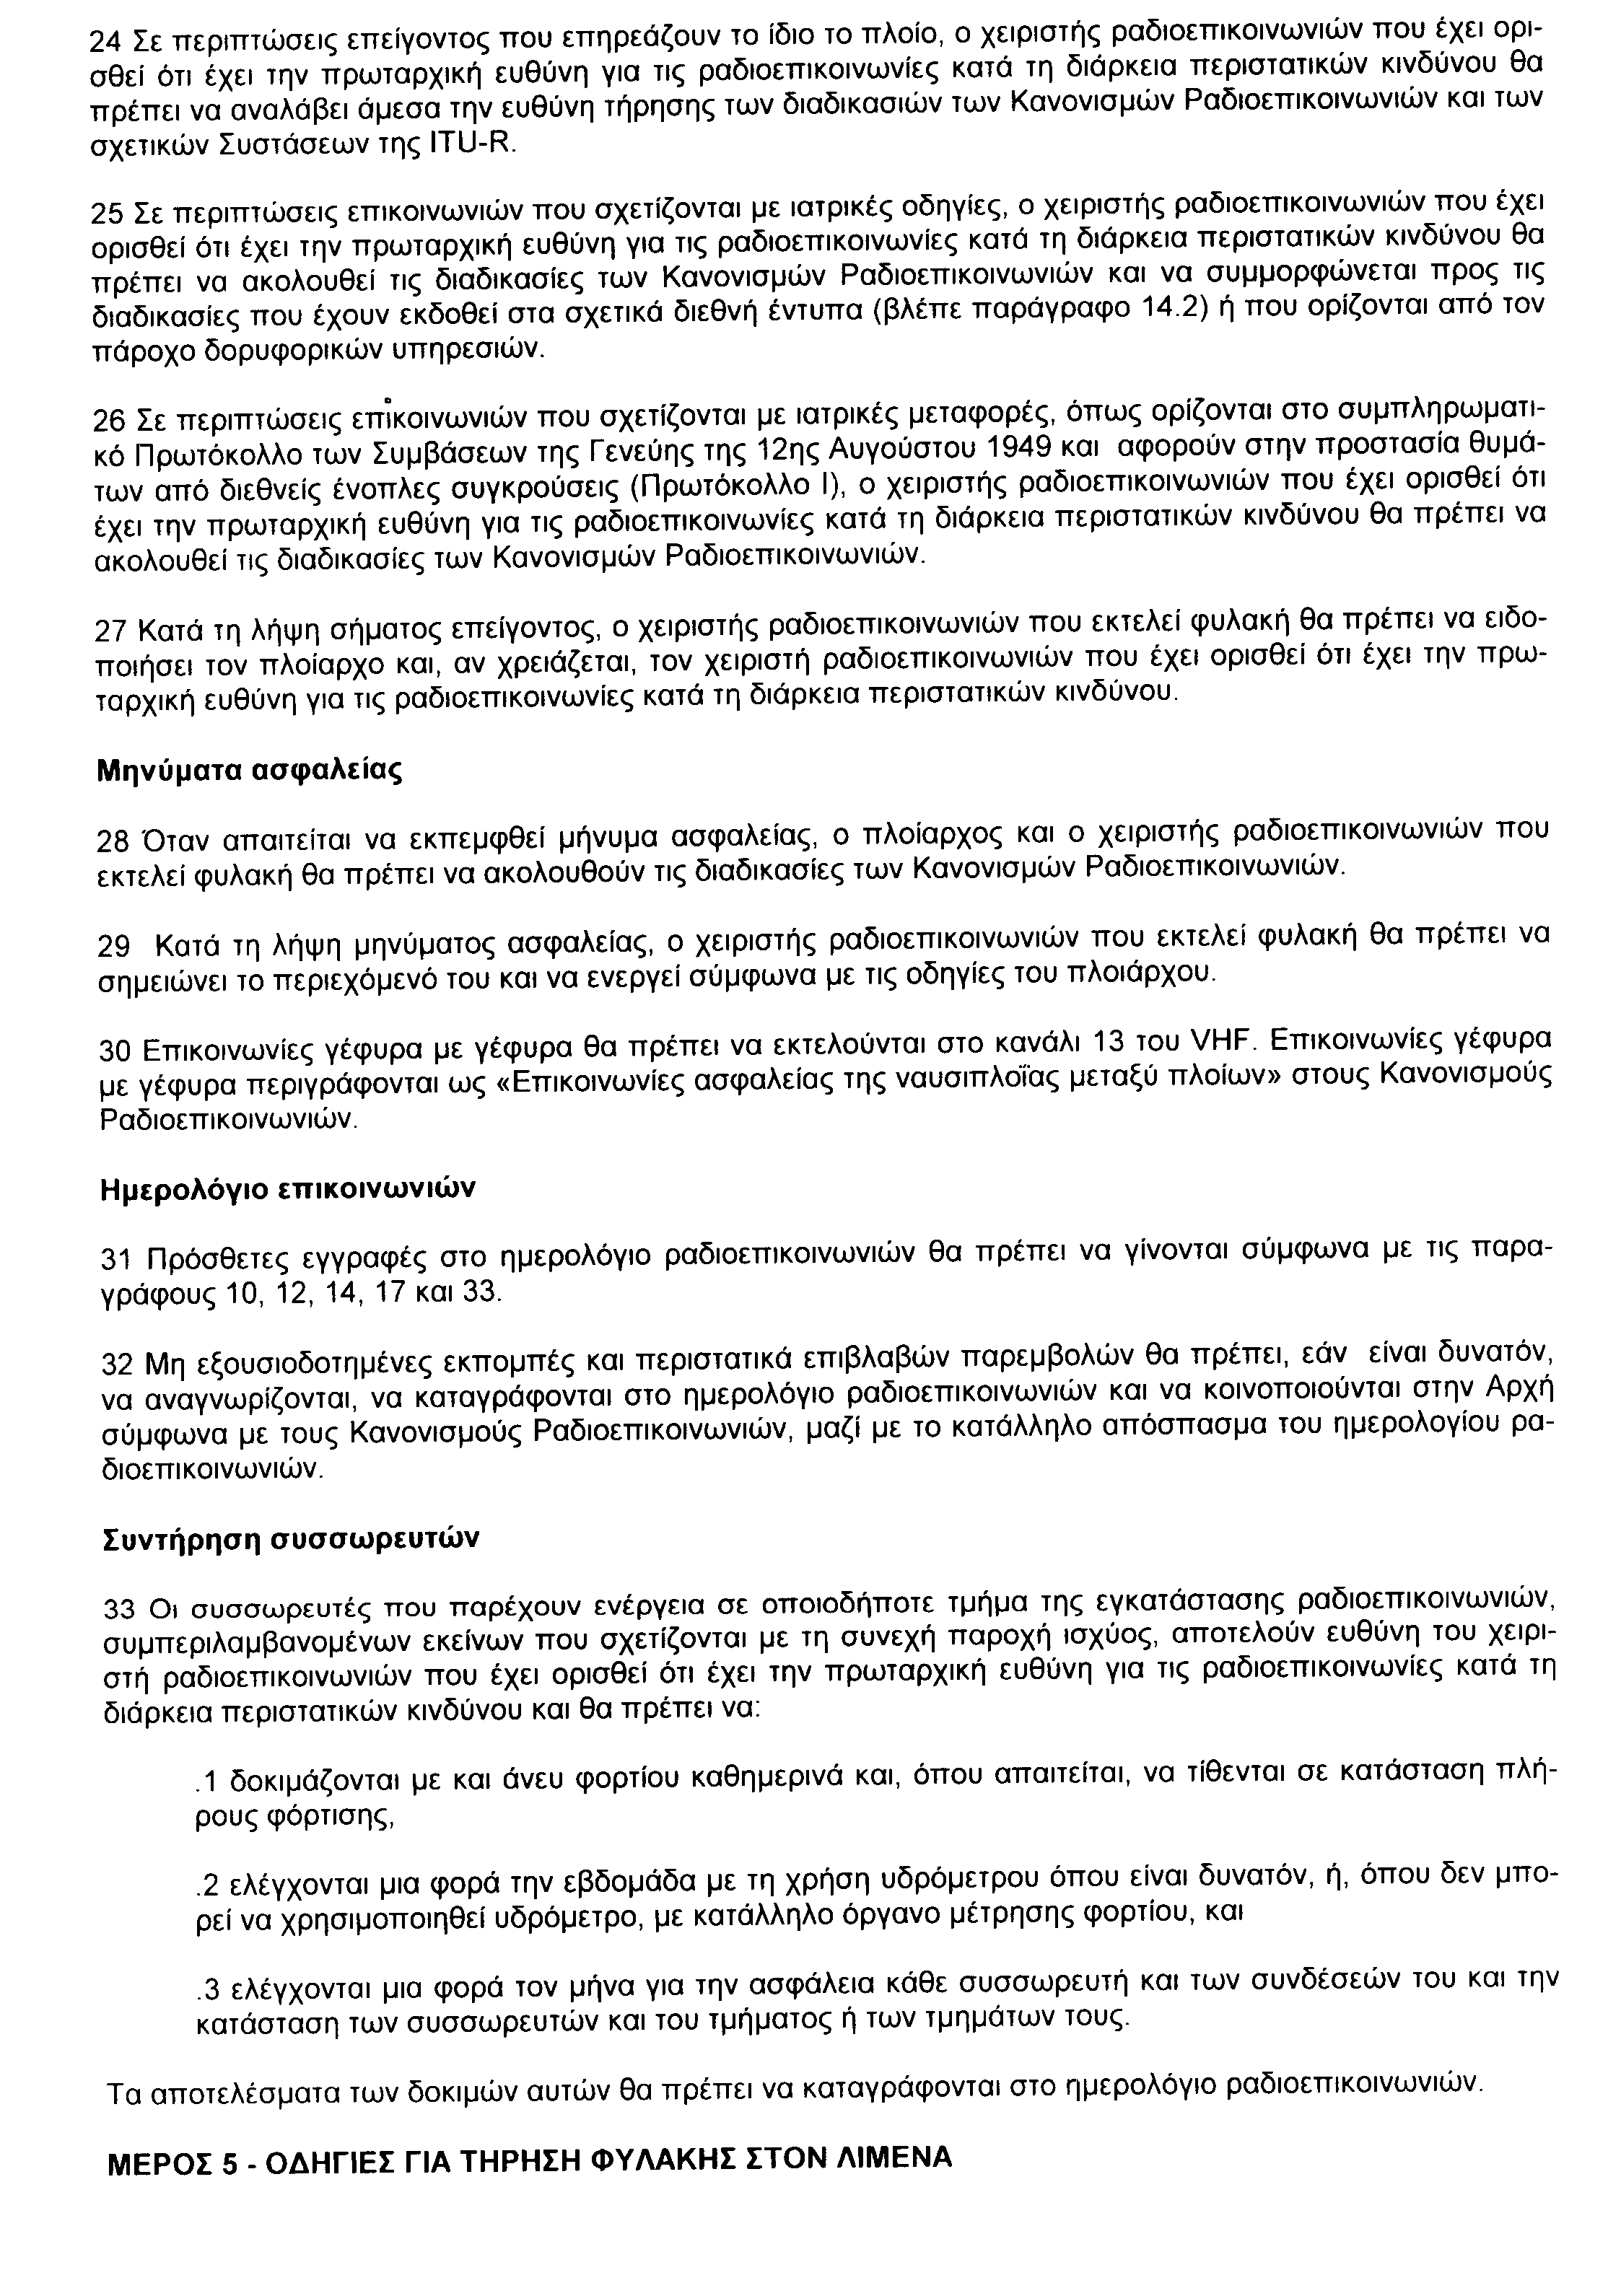 24 Σε περιπτώσεις επείγοντος που επηρεάζουν το ίδιο το πλοίο, ο χειριστής ραδιοεπικοινωνιών που έχει ορι-
σθεί ότι έχει την πρωταρχική ευθύνη για τις ραδιοεπικοινωνίες κατά τη διάρκεια περιστατικών κινδύνου θα
πρέπει να αναλάβει άμεσα την ευθύνη τήρησης των διαδικασιών των Κανονισμών Ραδιοεπικοινωνιών και των
σχετικών Συστάσεων της ITU-R.
25 Σε περιπτώσεις επικοινωνιών που σχετίζονται με ιατρικές οδηγίες, ο χειριστής ραδιοεπικοινωνιών που έχει
ορισθεί ότι έχει την πρωταρχική ευθύνη για τις ραδιοεπικοινωνίες κατά τη διάρκεια περιστατικών κινδύνου θα
πρέπει να ακολουθεί τις διαδικασίες των Κανονισμών Ραδιοεπικοινωνιών και να συμμορφώνεται προς τις
διαδικασίες που έχουν εκδοθεί στα σχετικά διεθνή έντυπα (βλέπε παράγραφο 14.2) ή που ορίζονται από τον
πάροχο δορυφορικών υπηρεσιών.
26 Σε περιπτώσεις επικοινωνιών που σχετίζονται με ιατρικές μεταφορές, όπως ορίζονται στο συμπληρωματι-
κό Πρωτόκολλο των Συμβάσεων της Γενεύης της 12ης Αυγούστου 1949 και αφορούν στην προστασία θυμά-
των από διεθνείς ένοπλες συγκρούσεις (Πρωτόκολλο Ι), ο χειριστής ραδιοεπικοινωνιών που έχει ορισθεί ότι
έχει την πρωταρχική ευθύνη για τις ραδιοεπικοινωνίες κατά τη διάρκεια περιστατικών κινδύνου θα πρέπει να
ακολουθεί τις διαδικασίες των Κανονισμών Ραδιοεπικοινωνιών.
27 Κατά τη λήψη σήματος επείγοντος, ο χειριστής ραδιοεπικοινωνιών που εκτελεί φυλακή θα πρέπει να ειδο-
ποιήσει τον πλοίαρχο και, αν χρειάζεται, τον χειριστή ραδιοεπικοινωνιών που έχει ορισθεί ότι έχει την πρω-
ταρχική ευθύνη για τις ραδιοεπικοινωνίες κατά τη διάρκεια περιστατικών κινδύνου.
Μηνύματα ασφαλείας
28 Όταν απαιτείται να εκπεμφθεί μήνυμα ασφαλείας, ο πλοίαρχος και ο χειριστής ραδιοεπικοινωνιών που
εκτελεί φυλακή θα πρέπει να ακολουθούν τις διαδικασίες των Κανονισμών Ραδιοεπικοινωνιών.
29 Κατά τη λήψη μηνύματος ασφαλείας, ο χειριστής ραδιοεπικοινωνιών που εκτελεί φυλακή θα πρέπει να
σημειώνει το περιεχόμενό του και να ενεργεί σύμφωνα με τις οδηγίες του πλοιάρχου.
30 Επικοινωνίες γέφυρα με γέφυρα θα πρέπει να εκτελούνται στο κανάλι 13 του VHF. Επικοινωνίες γέφυρα
με γέφυρα περιγράφονται ως «Επικοινωνίες ασφαλείας της ναυσιπλοΐας μεταξύ πλοίων» στους Κανονισμούς
Ραδιοεπικοινωνιών.
Ημερολόγιο επικοινωνιών
31 Πρόσθετες εγγραφές στο ημερολόγιο ραδιοεπικοινωνιών θα πρέπει να γίνονται σύμφωνα με τις παρα-
γράφους 10, 12, 14, 17 και 33.
32 Μη εξουσιοδοτημένες εκπομπές και περιστατικά επιβλαβών παρεμβολών θα πρέπει, εάν είναι δυνατόν,
να αναγνωρίζονται, να καταγράφονται στο ημερολόγιο ραδιοεπικοινωνιών και να κοινοποιούνται στην Αρχή
σύμφωνα με τους Κανονισμούς Ραδιοεπικοινωνιών, μαζί με το κατάλληλο απόσπασμα του ημερολογίου ρα-
διοεπικοινωνιών.
Συντήρηση συσσωρευτών
33 Οι συσσωρευτές που παρέχουν ενέργεια σε οποιοδήποτε τμήμα της εγκατάστασης ραδιοεπικοινωνιών,
συμπεριλαμβανομένων εκείνων που σχετίζονται με τη συνεχή παροχή ισχύος, αποτελούν ευθύνη του χειρι-
στή ραδιοεπικοινωνιών που έχει ορισθεί ότι έχει την πρωταρχική ευθύνη για τις ραδιοεπικοινωνίες κατά τη
διάρκεια περιστατικών κινδύνου και θα πρέπει να:
.1 δοκιμάζονται με και άνευ φορτίου καθημερινά και, όπου απαιτείται, να τίθενται σε κατάσταση πλή-
ρους φόρτισης,
.2 ελέγχονται μια φορά την εβδομάδα με τη χρήση υδρόμετρου όπου είναι δυνατόν, ή, όπου δεν μπο-
ρεί να χρησιμοποιηθεί υδρόμετρο, με κατάλληλο όργανο μέτρησης φορτίου, και
.3 ελέγχονται μια φορά τον μήνα για την ασφάλεια κάθε συσσωρευτή και των συνδέσεών του και την
κατάσταση των συσσωρευτών και του τμήματος ή των τμημάτων τους.
Τα αποτελέσματα των δοκιμών αυτών θα πρέπει να καταγράφονται στο ημερολόγιο ραδιοεπικοινωνιών.
ΜΕΡΟΣ 5 - ΟΔΗΓΙΕΣ ΓΙΑ ΤΗΡΗΣΗ ΦΥΛΑΚΗΣ ΣΤΟΝ ΛΙΜΕΝΑ